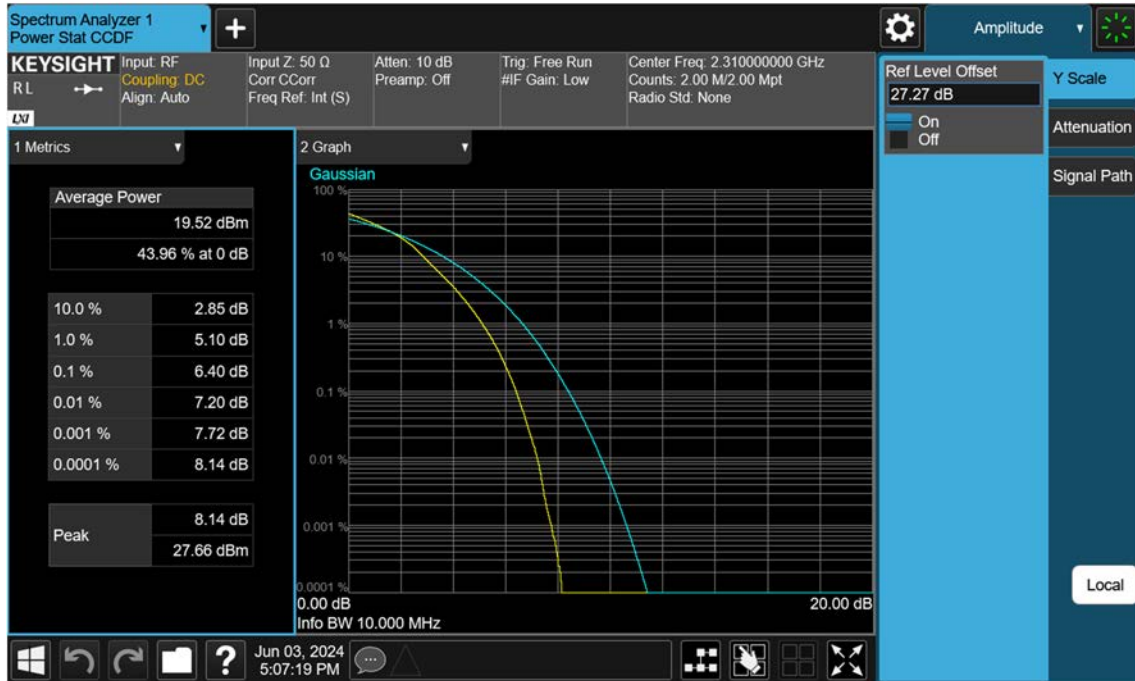 Spectrum Analyzer 1
Power Stat CCDF
Amplitude
KEYSIGHT
R L
LXI
Input: RF
Coupling: DC
Align: Auto
Input Z: 50 Ω
Corr CCorr
Freq Ref: Int (S)
Atten: 10 dB
Preamp: Off
Trig: Free Run
#IF Gain: Low
Center Freq: 2.310000000 GHz
Counts: 2.00 M/2.00 Mpt
Radio Std: None
Ref Level Offset
27.27 dB
On
Off
Y Scale
Attenuation
Signal Path
Local
1 Metrics
Average Power
19.52 dBm
43.96 % at 0 dB
10.0 % 2.85 dB
1.0 % 5.10 dB
0.1 % 6.40 dB
0.01 % 7.20 dB
0.001 % 7.72 dB
0.0001 % 8.14 dB
Peak
8.14 dB
27.66 dBm
2 Graph
Gaussian
100 %
10 %
1 %
0.1 %
0.01 %
0.001 %
0.0001 %
0.00 dB 20.00 dB
Info BW 10.000 MHz
?
Jun 03, 2024
5:07:19 PM